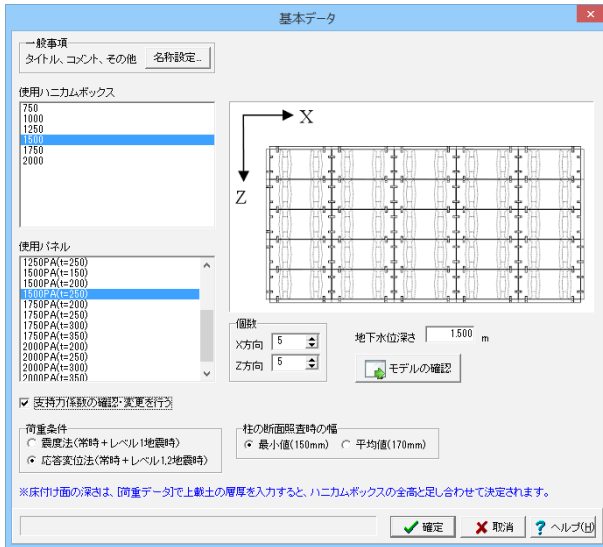 基本データ
一般事項
タイトル、コメント、その他
名称設定...
使用ハニカムボックス
750
1000
1250
1500
1750
2000
X
Z
使用パネル
1250PA(t=250)
1500PA(t=150)
1500PA(t=200)
1500PA(t=250)
1750PA(t=200)
1750PA(t=250)
1750PA(t=300)
1750PA(t=350)
2000PA(t=200)
2000PA(t=250)
2000PA(t=300)
2000PA(t=350)
個数
X方向 5
Z方向 5
地下水位深さ 1.500 m
モデルの確認
支持力係数の確認・変更を行う
荷重条件
震度法(常時+レベル1地震時)
応答変位法(常時+レベル1,2地震時)
柱の断面照査時の幅
最小値(150mm) 平均値(170mm)
※床付け面の深さは、[荷重データ]で上載土の層厚を入力すると、ハニカムボックスの全高と足し合わせて決定されます。
確定 取消 ヘルプ(H)